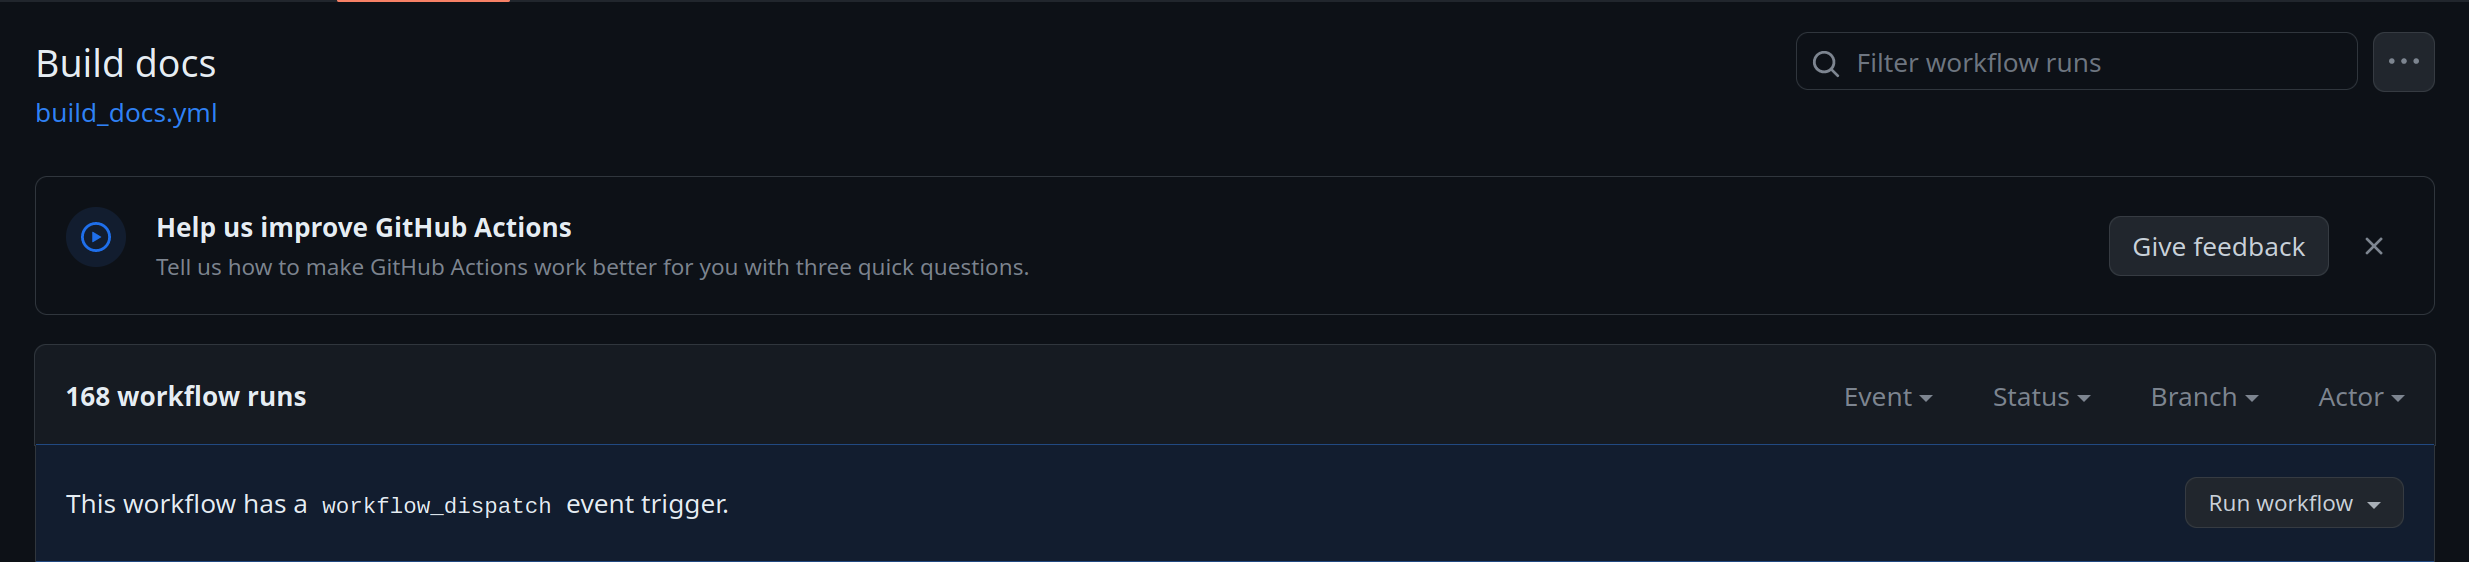 Build docs
Filter workflow runs
build_docs.yml
Help us improve GitHub Actions
Tell us how to make GitHub Actions work better for you with three quick questions.
Give feedback
168 workflow runs
Event
Status
Branch
Actor
This workflow has a workflow_dispatch event trigger.
Run workflow